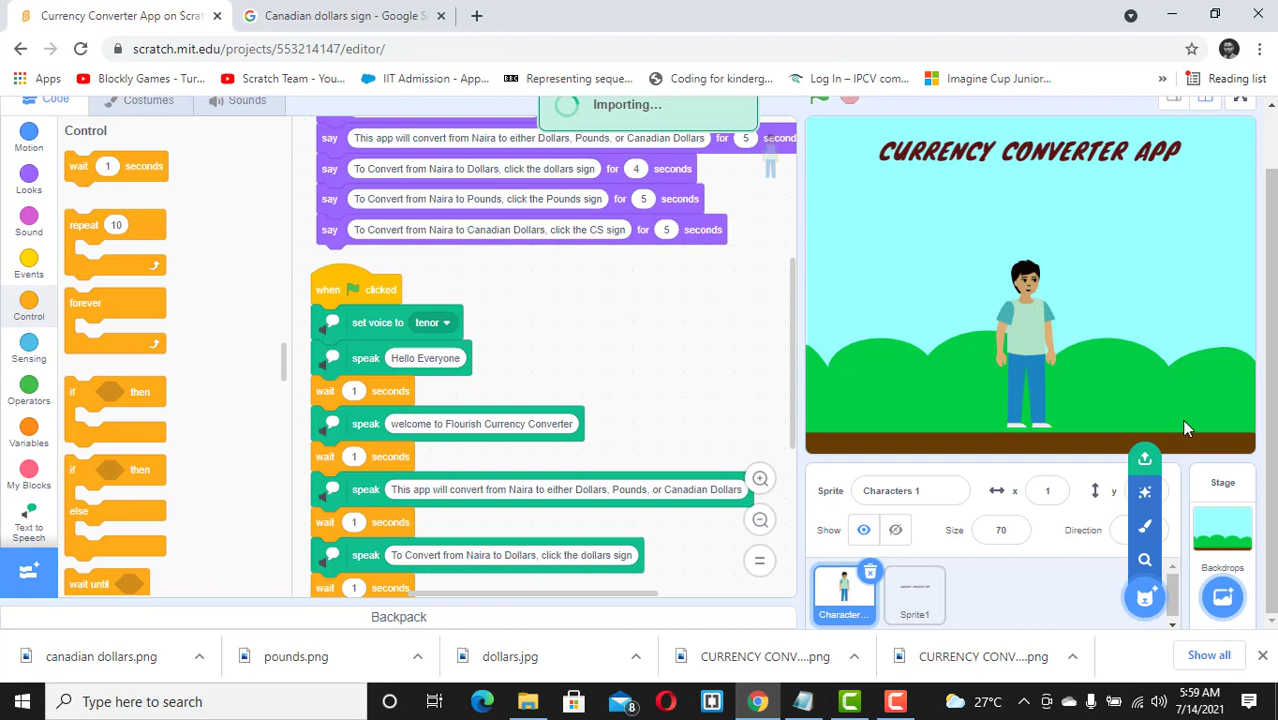 Currency Converter App on Scrat
Canadian dollars sign - Google S
scratch.mit.edu/projects/553214147/editor/
Apps
Blockly Games - Tur...
Scratch Team - You...
IIT Admission - App...
Representing seque...
Coding for kinderg...
Log In – IPCV com...
Imagine Cup Junior...
»
Reading list
Code
Costumes
Sounds
Importing...
Motion
Looks
Sound
Events
Control
Sensing
Operators
Variables
My Blocks
Text to
Speech
Control
wait 1 seconds
repeat 10
forever
if then
if then
else
wait until
say This app will convert from Naira to either Dollars, Pounds, or Canadian Dollars for 5 second
say To Convert from Naira to Dollars, click the dollars sign for 4 seconds
say To Convert from Naira to Pounds, click the Pounds sign for 5 seconds
say To Convert from Naira to Canadian Dollars, click the CS sign for 5 seconds
when clicked
set voice to tenor
speak Hello Everyone
wait 1 seconds
speak welcome to Flourish Currency Converter
wait 1 seconds
speak This app will convert from Naira to either Dollars, Pounds, or Canadian Dollars
wait 1 seconds
speak To Convert from Naira to Dollars, click the dollars sign
wait 1 seconds
Backpack
CURRENCY CONVERTER APP
Sprite Characters 1 x 1 y
Show Size 70 Direction
Character...
Sprite1
Stage
Backdrops
canadian dollars.png
pounds.png
dollars.jpg
CURRENCY CONV....png
CURRENCY CONV....png
Show all
Type here to search
8
27°C
5:59 AM
7/14/2021